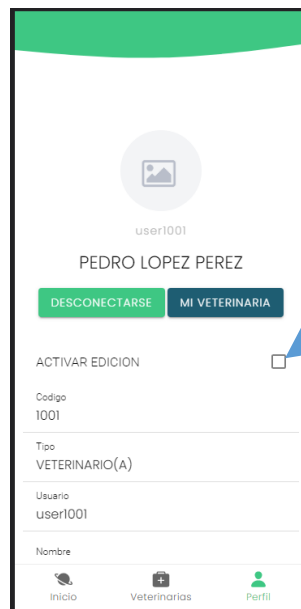 user1001
PEDRO LOPEZ PEREZ
DESCONECTARSE MI VETERINARIA
ACTIVAR EDICION
Codigo
1001
Tipo
VETERINARIO(A)
Usuario
user1001
Nombre
Inicio Veterinarias Perfil